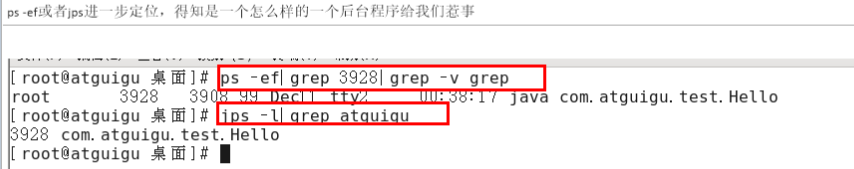 ps -ef或者jps进一步定位，得知是一个怎么样的一个后台程序给我们惹事
[root@atguigu 桌面]# ps -ef|grep 3928|grep -v grep
root 3928 3908 99 Dec11 tty2 00:38:17 java com.atguigu.test.Hello
[root@atguigu 桌面]# jps -l|grep atguigu
3928 com.atguigu.test.Hello
[root@atguigu 桌面]#